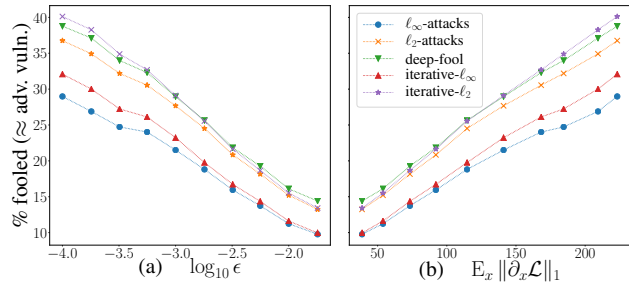 % fooled (≈ adv. vuln.)
40
35
30
25
20
15
10
-4.0 -3.5 -3.0 -2.5 -2.0
(a) log₁₀ ϵ
ℓ∞-attacks
ℓ₂-attacks
deep-fool
iterative-ℓ∞
iterative-ℓ₂
50 100 150 200
(b) Eₓ ‖∂ₓℒ‖₁